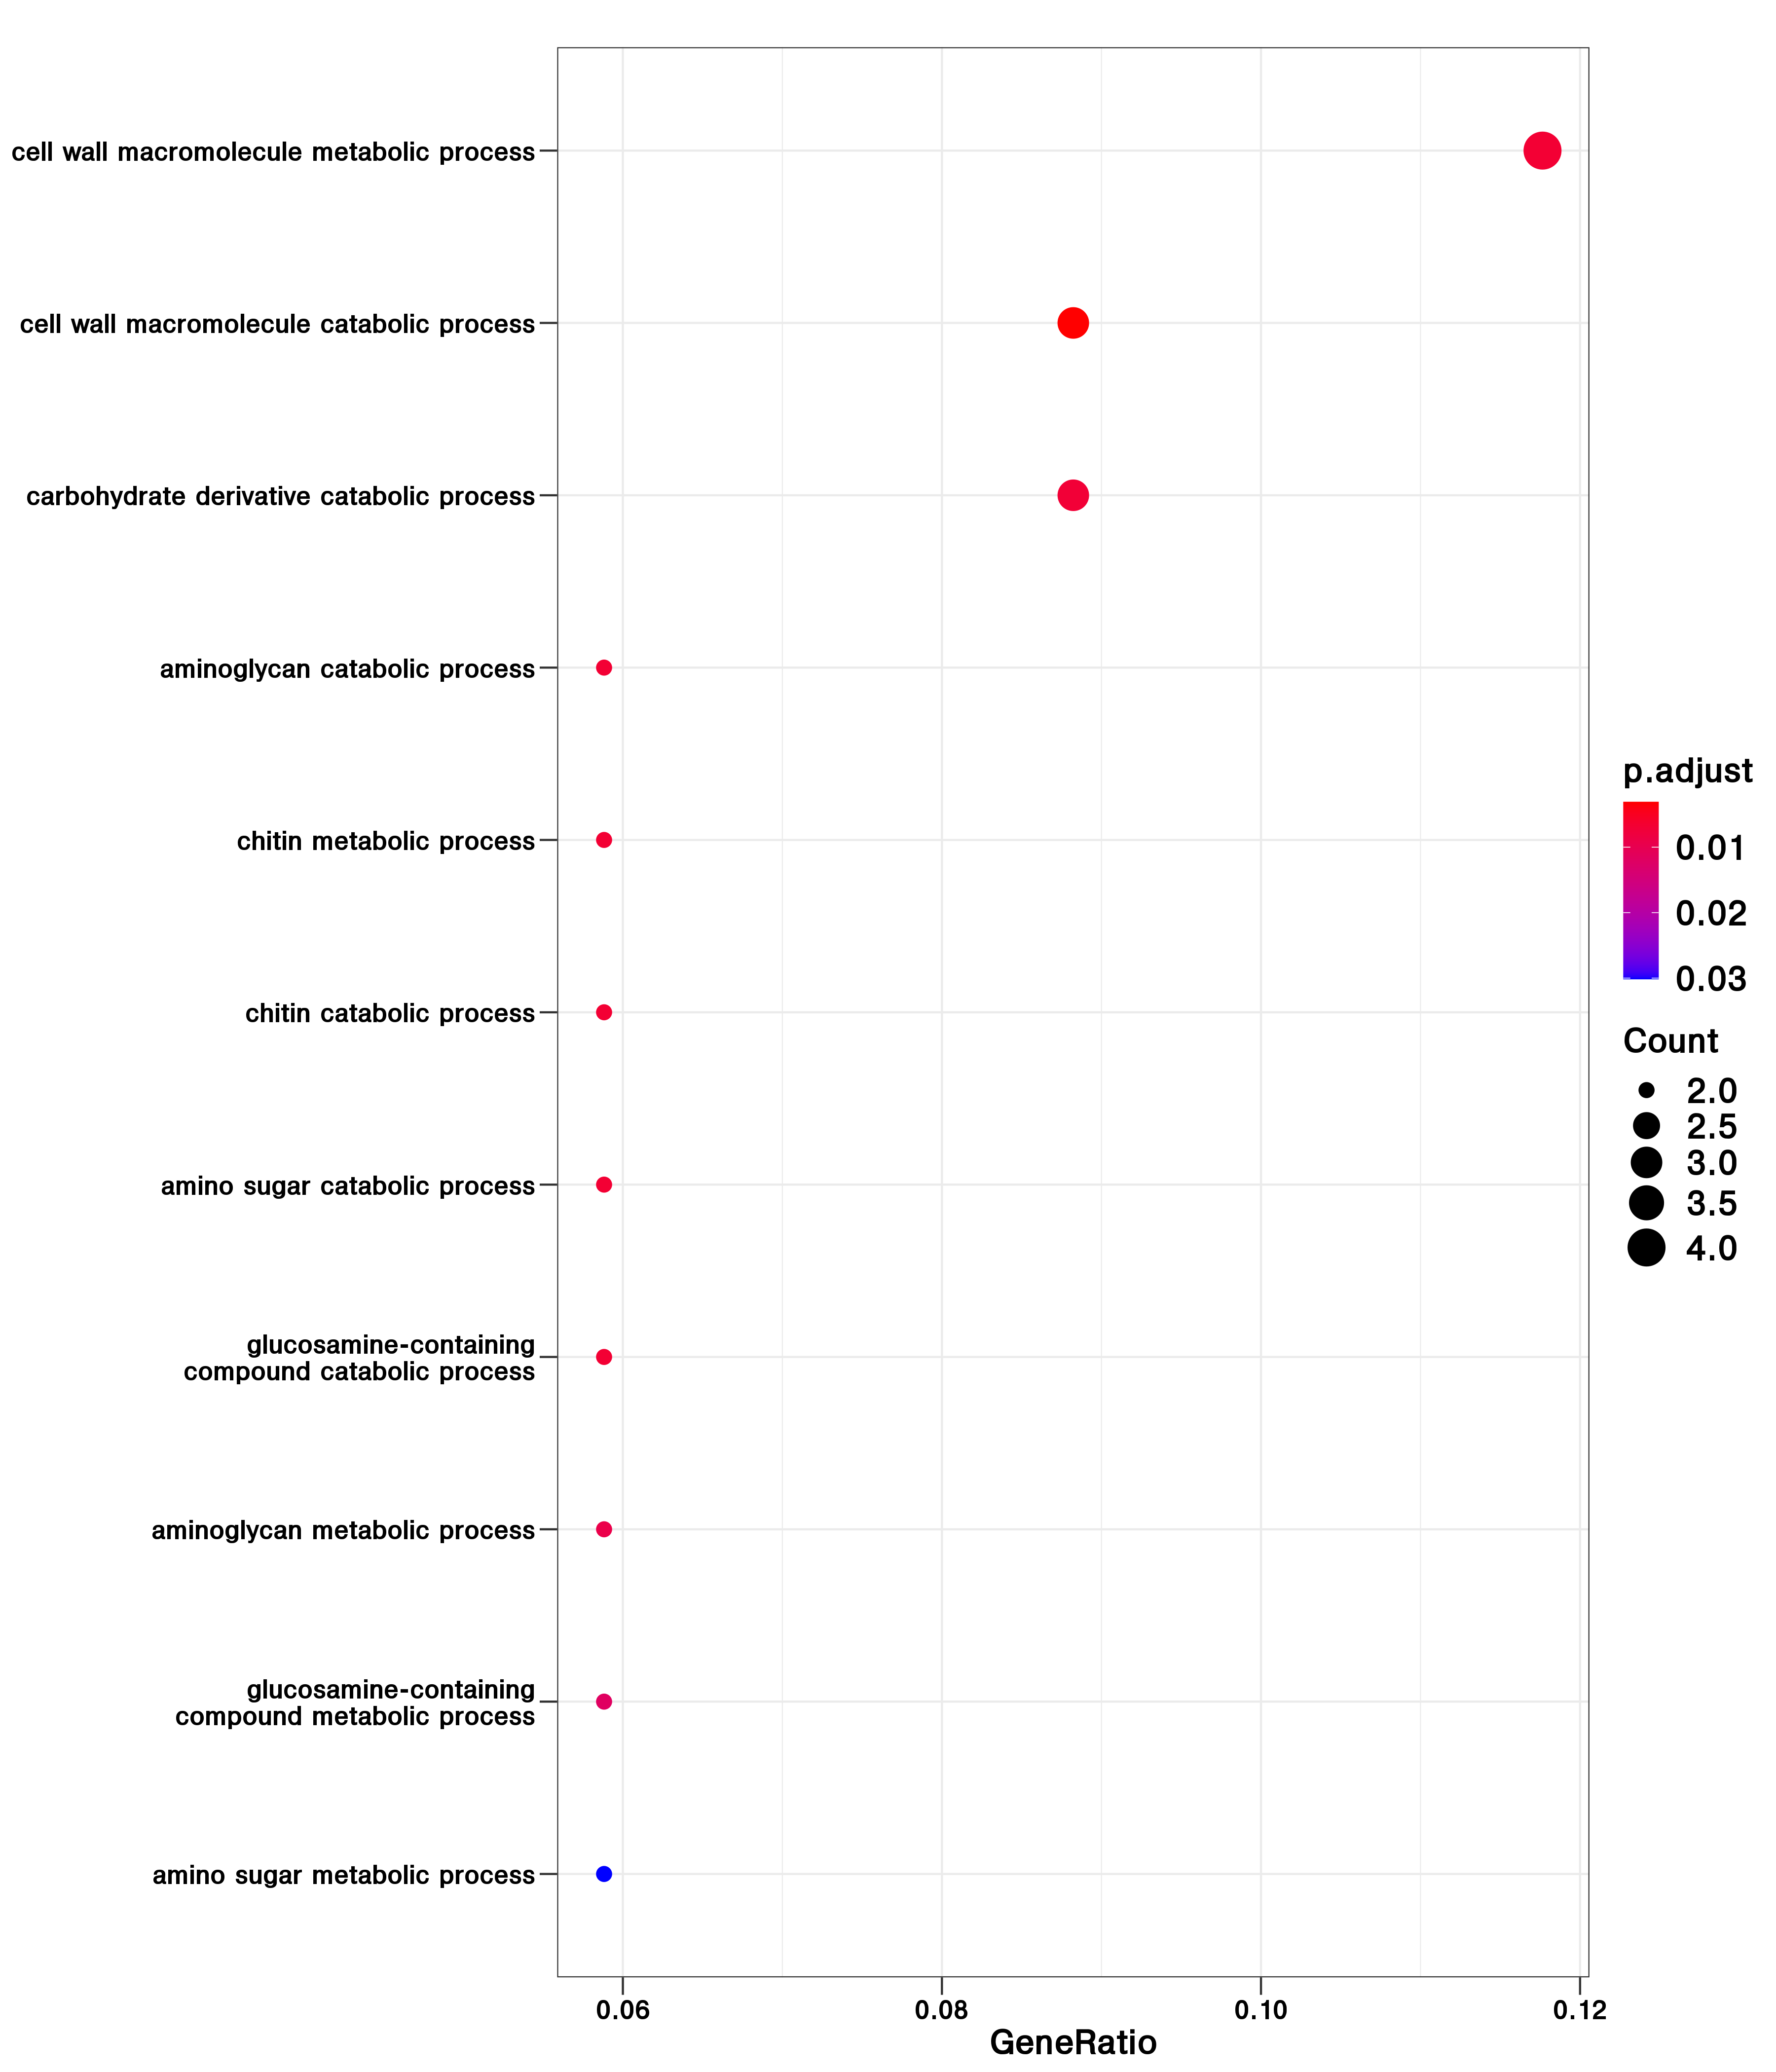 cell wall macromolecule metabolic process
cell wall macromolecule catabolic process
carbohydrate derivative catabolic process
aminoglycan catabolic process
chitin metabolic process
chitin catabolic process
amino sugar catabolic process
glucosamine-containing
compound catabolic process
aminoglycan metabolic process
glucosamine-containing
compound metabolic process
amino sugar metabolic process
0.06
0.08
0.10
0.12
GeneRatio
p.adjust
0.01
0.02
0.03
Count
2.0
2.5
3.0
3.5
4.0